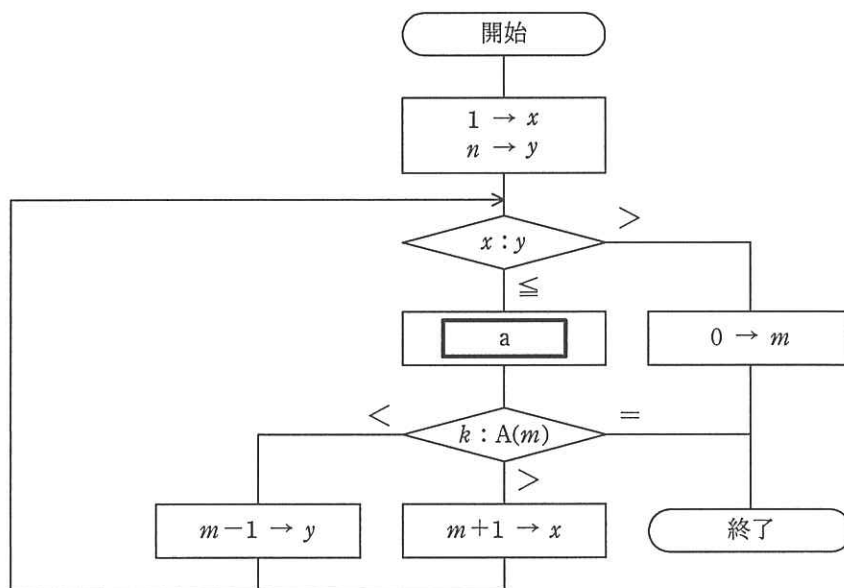 開始
1 → x
n → y
>
x : y
≦
a
0 → m
<
k : A(m)
=
>
m−1 → y
m+1 → x
終了